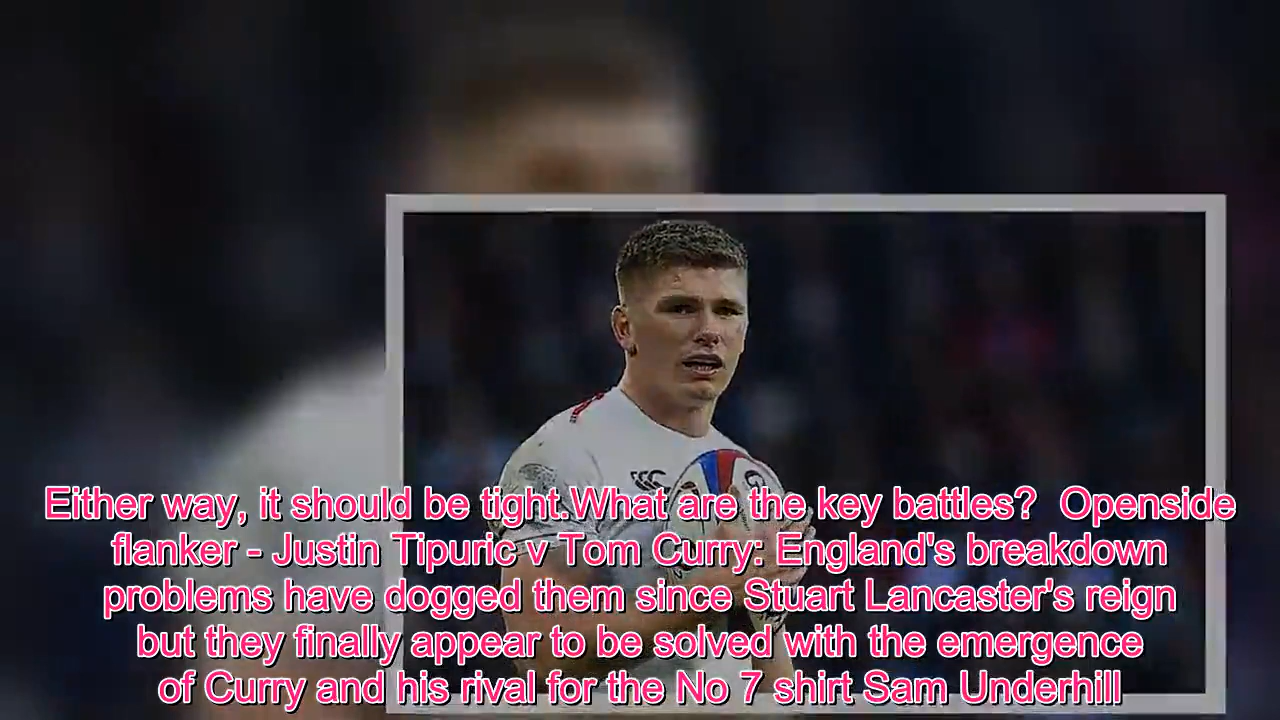 Either way, it should be tight.What are the key battles?  Openside
flanker - Justin Tipuric v Tom Curry: England's breakdown
problems have dogged them since Stuart Lancaster's reign
but they finally appear to be solved with the emergence
of Curry and his rival for the No 7 shirt Sam Underhill